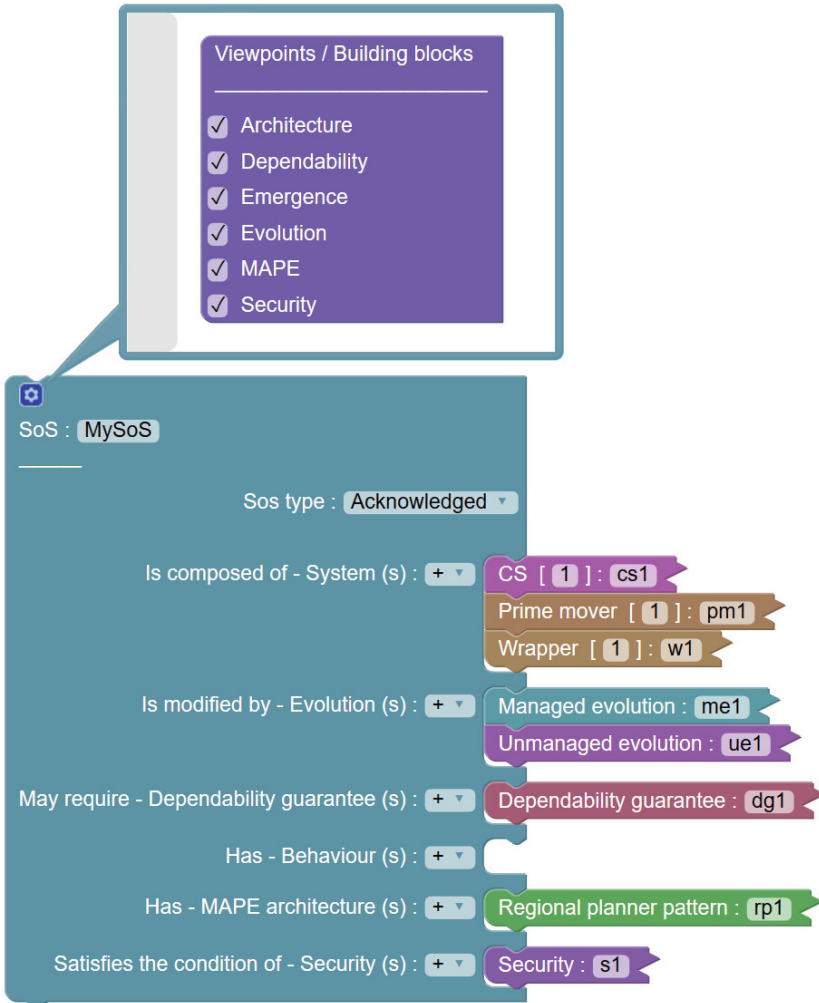 Viewpoints / Building blocks
Architecture
Dependability
Emergence
Evolution
MAPE
Security
SoS : MySoS
Sos type : Acknowledged
Is composed of - System (s) : + CS [ 1 ] : cs1
Prime mover [ 1 ] : pm1
Wrapper [ 1 ] : w1
Is modified by - Evolution (s) : + Managed evolution : me1
Unmanaged evolution : ue1
May require - Dependability guarantee (s) : + Dependability guarantee : dg1
Has - Behaviour (s) : +
Has - MAPE architecture (s) : + Regional planner pattern : rp1
Satisfies the condition of - Security (s) : + Security : s1